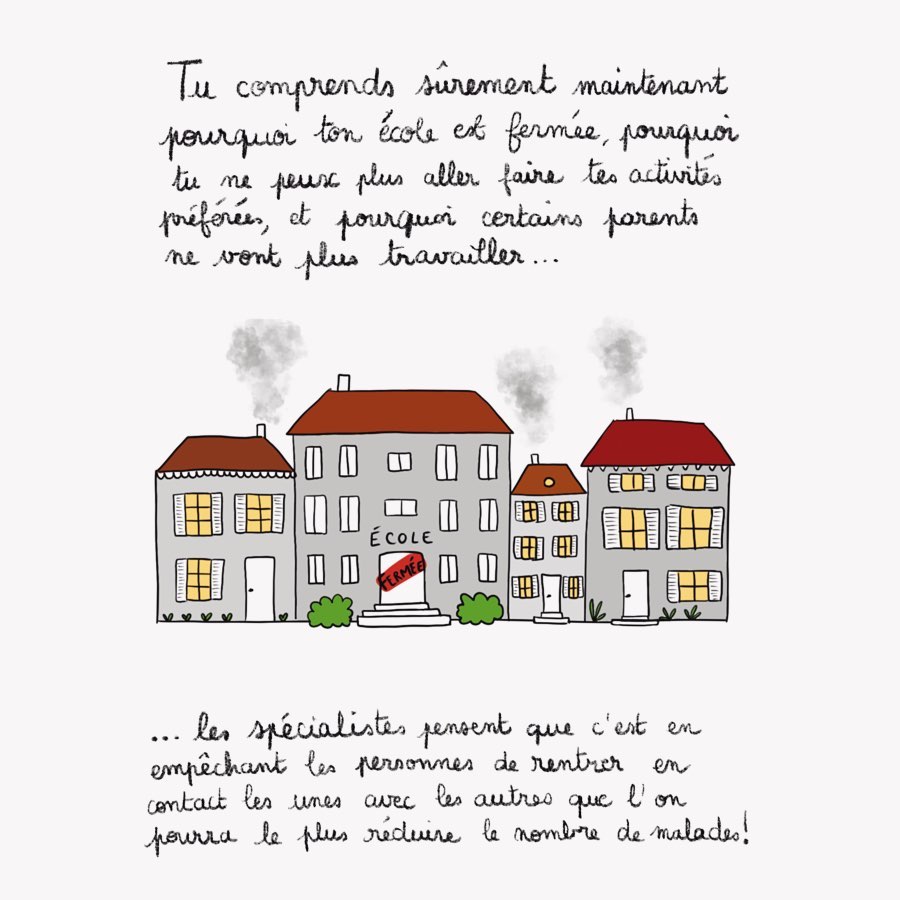 Tu comprends sûrement maintenant
pourquoi ton école est fermée, pourquoi
tu ne peux plus aller faire tes activités
préférées, et pourquoi certains parents
ne vont plus travailler...
ÉCOLE
FERMÉE
... les spécialistes pensent que c'est en
empêchant les personnes de rentrer en
contact les unes avec les autres que l'on
pourra le plus réduire le nombre de malades!